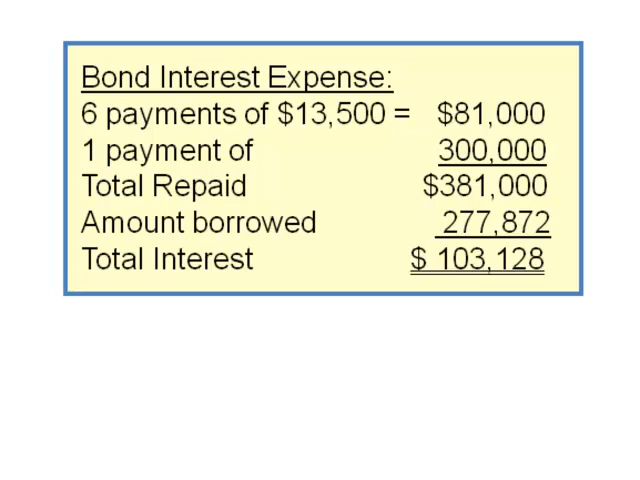 Bond Interest Expense:
6 payments of $13,500 = $81,000
1 payment of 300,000
Total Repaid $381,000
Amount borrowed 277,872
Total Interest $ 103,128